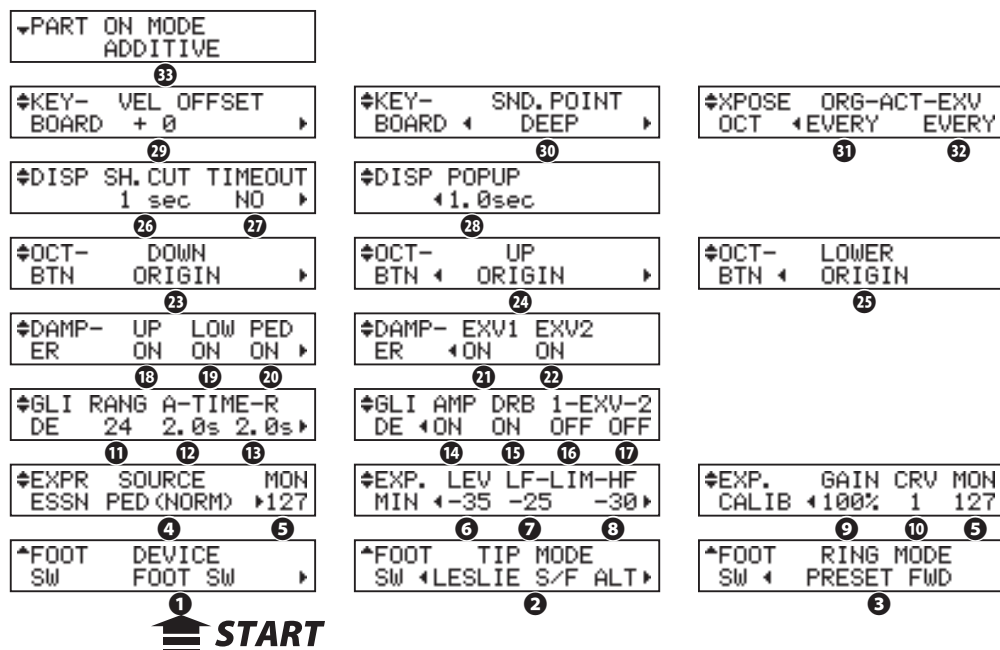 PART ON MODE
ADDITIVE
33
KEY- VEL OFFSET
BOARD + 0
29
KEY- SND.POINT
BOARD DEEP
30
XPOSE ORG-ACT-EXV
OCT EVERY EVERY
31 32
DISP SH.CUT TIMEOUT
1 sec NO
26 27
DISP POPUP
1.0sec
28
OCT- DOWN
BTN ORIGIN
23
OCT- UP
BTN ORIGIN
24
OCT- LOWER
BTN ORIGIN
25
DAMP- UP LOW PED
ER ON ON ON
18 19 20
DAMP- EXV1 EXV2
ER ON ON
21 22
GLI RANG A-TIME-R
DE 24 2.0s 2.0s
11 12 13
GLI AMP DRB 1-EXV-2
DE ON ON OFF OFF
14 15 16 17
EXPR SOURCE MON
ESSN PED(NORM) 127
4 5
EXP. LEV LF-LIM-HF
MIN -35 -25 -30
6 7 8
EXP. GAIN CRV MON
CALIB 100% 1 127
9 10 5
FOOT DEVICE
SW FOOT SW
1
FOOT TIP MODE
SW LESLIE S/F ALT
2
FOOT RING MODE
SW PRESET FWD
3
START